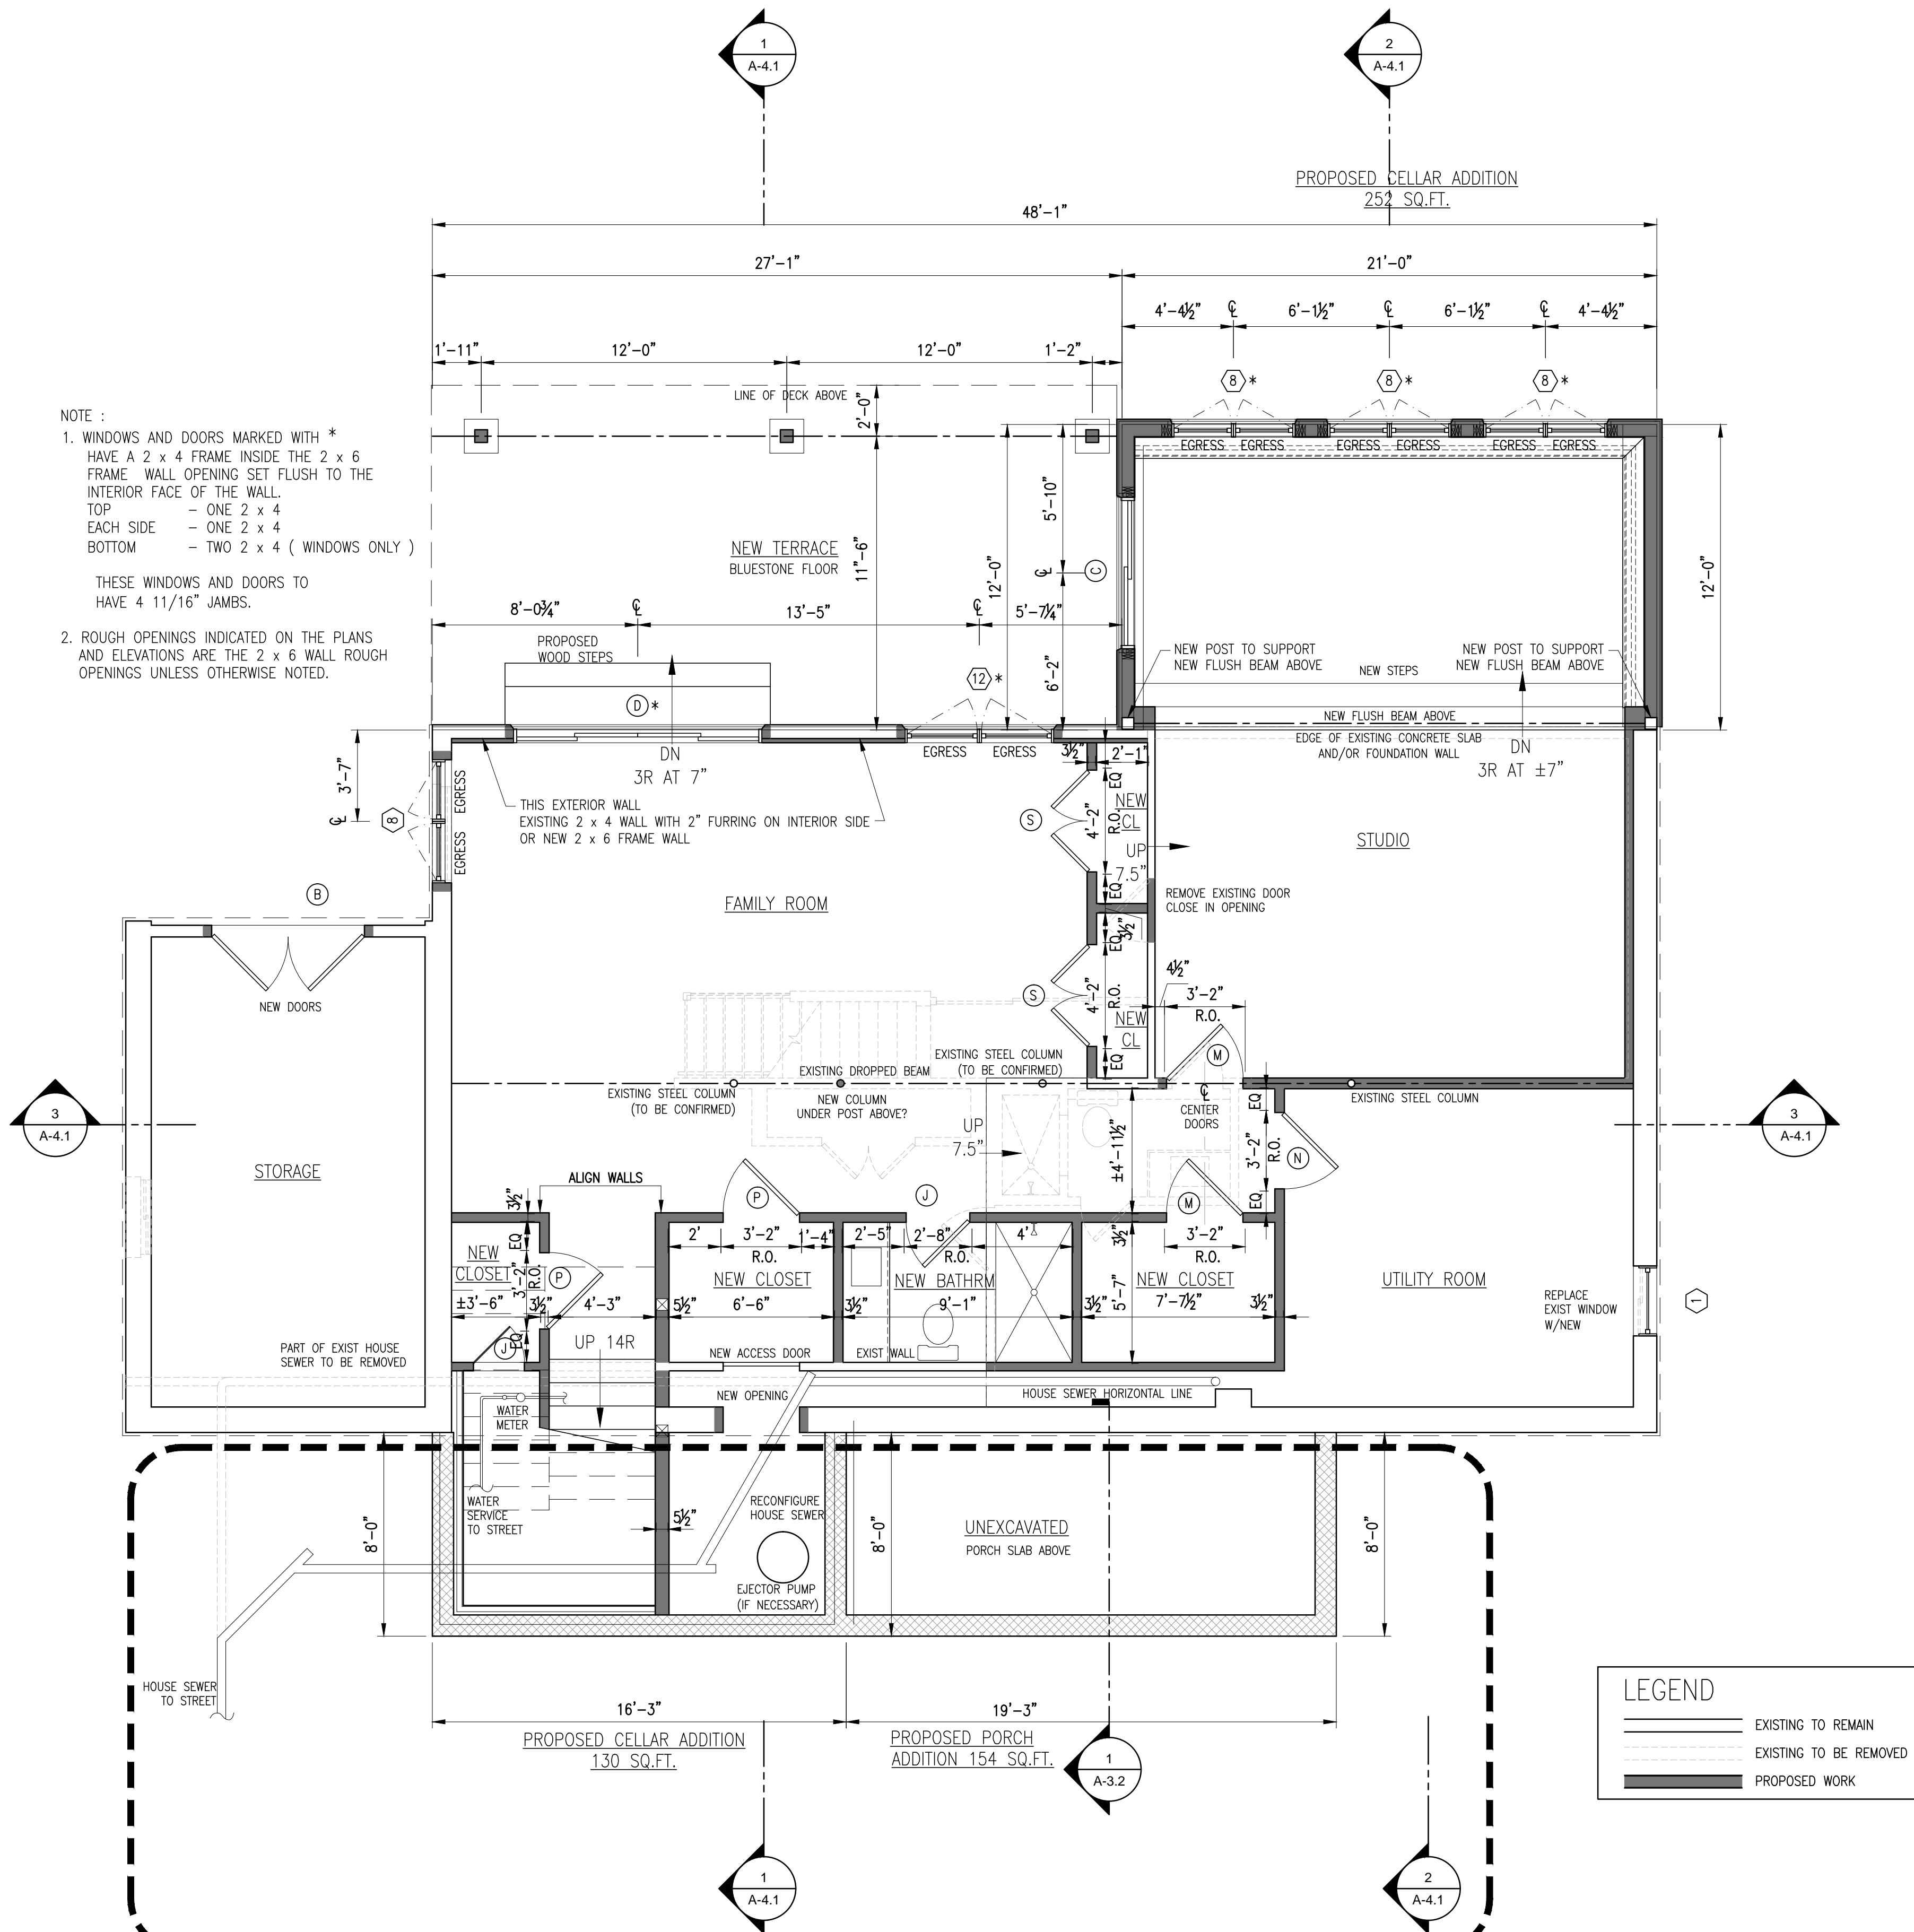 1
A-4.1
2
A-4.1
PROPOSED CELLAR ADDITION
252 SQ.FT.
48'-1"
27'-1"
21'-0"
4'-4½"
6'-1½"
6'-1½"
4'-4½"
1'-11"
12'-0"
12'-0"
1'-2"
8 *
8 *
8 *
LINE OF DECK ABOVE
2'-0"
EGRESS EGRESS
EGRESS EGRESS
EGRESS EGRESS
NOTE :
1. WINDOWS AND DOORS MARKED WITH *
HAVE A 2 x 4 FRAME INSIDE THE 2 x 6
FRAME WALL OPENING SET FLUSH TO THE
INTERIOR FACE OF THE WALL.
TOP - ONE 2 x 4
EACH SIDE - ONE 2 x 4
BOTTOM - TWO 2 x 4 ( WINDOWS ONLY )
THESE WINDOWS AND DOORS TO
HAVE 4 11/16" JAMBS.
2. ROUGH OPENINGS INDICATED ON THE PLANS
AND ELEVATIONS ARE THE 2 x 6 WALL ROUGH
OPENINGS UNLESS OTHERWISE NOTED.
NEW TERRACE
BLUESTONE FLOOR
11"-6"
5'-10"
12'-0"
C
6'-2"
12'-0"
8'-0¾"
13'-5"
5'-7¼"
PROPOSED
WOOD STEPS
D *
12 *
NEW POST TO SUPPORT
NEW FLUSH BEAM ABOVE
NEW STEPS
NEW POST TO SUPPORT
NEW FLUSH BEAM ABOVE
NEW FLUSH BEAM ABOVE
EDGE OF EXISTING CONCRETE SLAB
AND/OR FOUNDATION WALL
DN
3R AT ±7"
DN
3R AT 7"
EGRESS EGRESS
3½"
2'-1"
3'-7"
8
EGRESS EGRESS
THIS EXTERIOR WALL
EXISTING 2 x 4 WALL WITH 2" FURRING ON INTERIOR SIDE
OR NEW 2 x 6 FRAME WALL
S
EQ
4'-2"
R.O.
EQ
NEW
CL
UP
7.5"
STUDIO
B
FAMILY ROOM
REMOVE EXISTING DOOR
CLOSE IN OPENING
NEW DOORS
S
EQ
3½"
4'-2"
R.O.
EQ
NEW
CL
4½"
3'-2"
R.O.
M
EXISTING STEEL COLUMN
(TO BE CONFIRMED)
EXISTING DROPPED BEAM
EXISTING STEEL COLUMN
(TO BE CONFIRMED)
NEW COLUMN
UNDER POST ABOVE?
CENTER
DOORS
EXISTING STEEL COLUMN
3
A-4.1
3
A-4.1
UP
7.5"
±4'-11½"
EQ
3'-2"
R.O.
EQ
N
STORAGE
ALIGN WALLS
3½"
P
J
M
NEW
CLOSET
EQ
3'-2"
R.O.
EQ
P
2'
3'-2"
R.O.
1'-4"
2'-5"
2'-8"
R.O.
4'
3½"
3'-2"
R.O.
NEW CLOSET
NEW BATHRM
NEW CLOSET
UTILITY ROOM
±3'-6"
3½"
4'-3"
5½"
6'-6"
3½"
9'-1"
3½"
5'-7"
7'-7½"
3½"
REPLACE
EXIST WINDOW
W/NEW
1
PART OF EXIST HOUSE
SEWER TO BE REMOVED
J
UP 14R
NEW ACCESS DOOR
EXIST WALL
NEW OPENING
HOUSE SEWER HORIZONTAL LINE
WATER
METER
WATER
SERVICE
TO STREET
8'-0"
5½"
RECONFIGURE
HOUSE SEWER
8'-0"
UNEXCAVATED
PORCH SLAB ABOVE
8'-0"
EJECTOR PUMP
(IF NECESSARY)
HOUSE SEWER
TO STREET
16'-3"
19'-3"
PROPOSED CELLAR ADDITION
130 SQ.FT.
PROPOSED PORCH
ADDITION 154 SQ.FT.
1
A-3.2
LEGEND
EXISTING TO REMAIN
EXISTING TO BE REMOVED
PROPOSED WORK
1
A-4.1
2
A-4.1